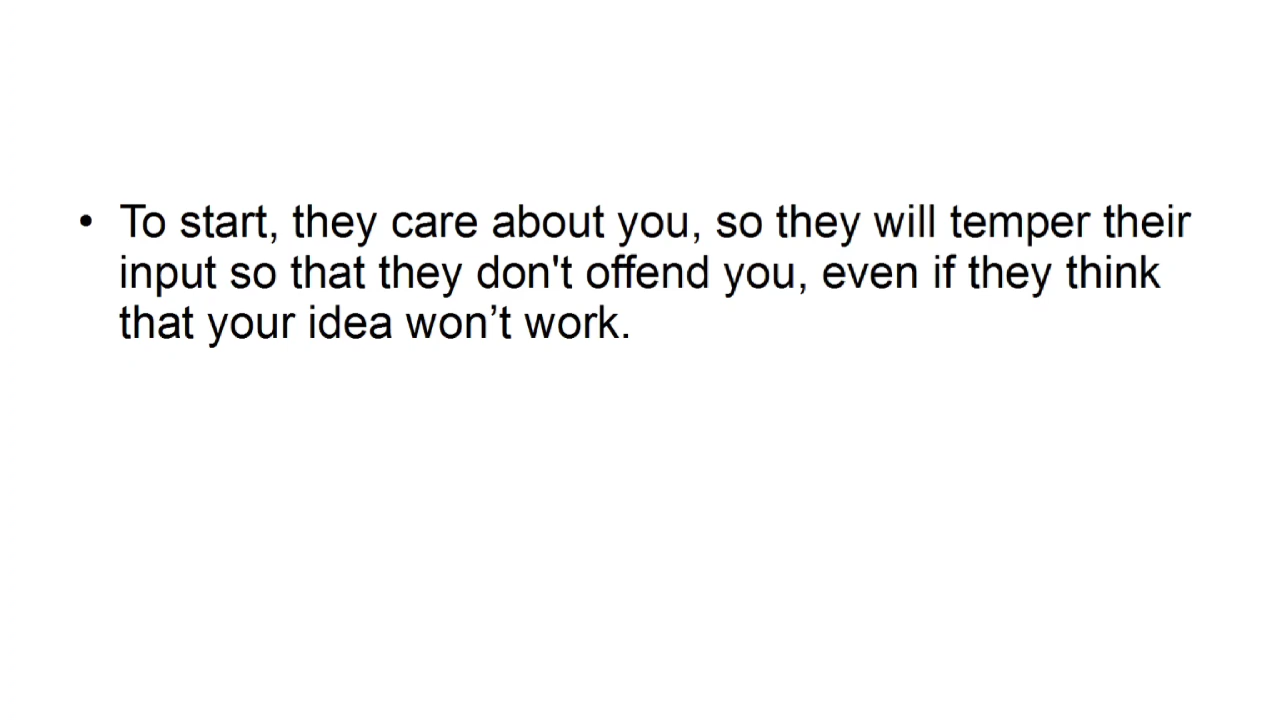 • To start, they care about you, so they will temper their
input so that they don't offend you, even if they think
that your idea won’t work.